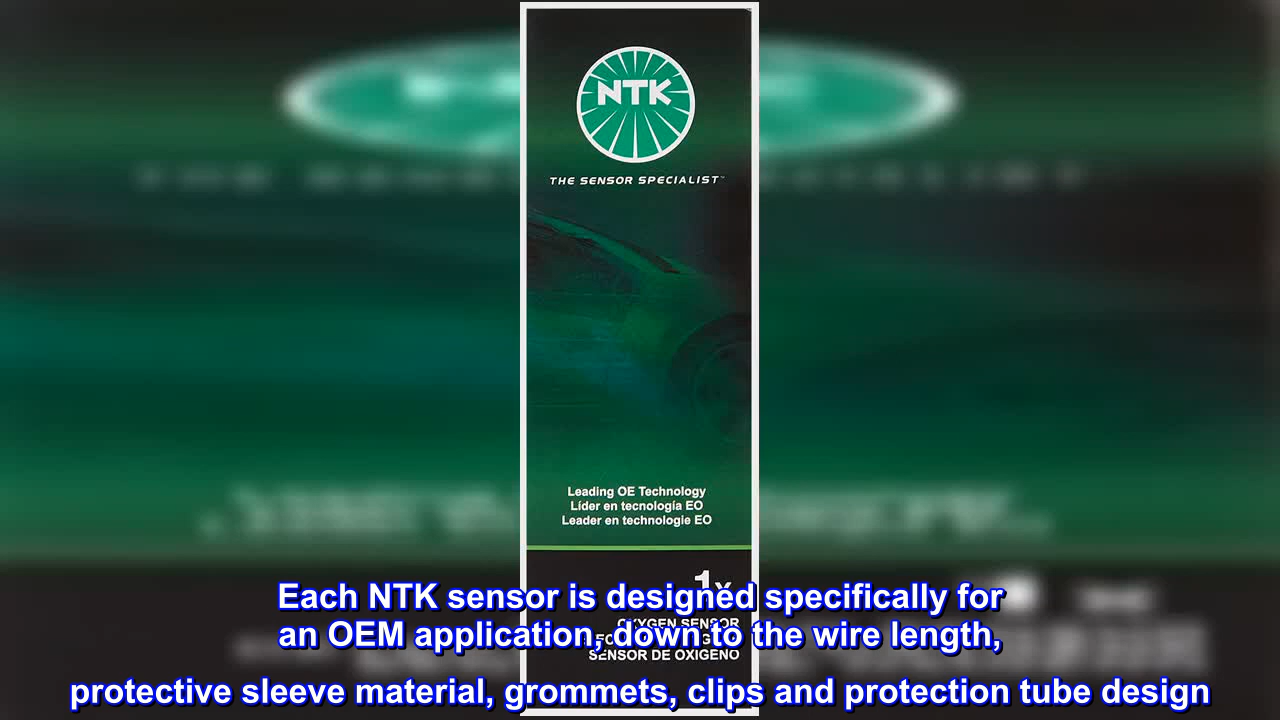 NTK
THE SENSOR SPECIALIST™
Leading OE Technology
Líder en tecnología EO
Leader en technologie EO
1x
OXYGEN SENSOR
SENSOR DE OXIGENO
Each NTK sensor is designed specifically for
an OEM application, down to the wire length,
protective sleeve material, grommets, clips and protection tube design